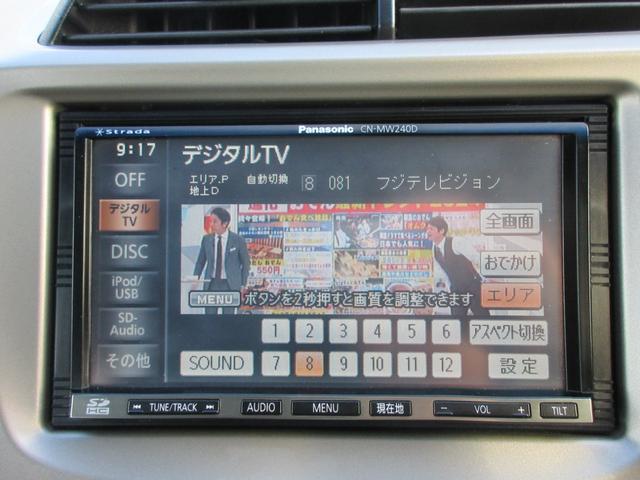 Strada
Panasonic CN-MW240D
9:17
デジタルTV
OFF
エリア.P 自動切換 8 081 フジテレビジョン
地上D
デジタル
TV
全画面
DISC
おでかけ
550円
iPod/
USB
エリア
MENU ボタンを2秒押すと画質を調整できます
SD-
Audio
1 2 3 4 5 6 アスペクト切換
その他
SOUND 7 8 9 10 11 12 設定
SD HC TUNE/TRACK AUDIO MENU 現在地 − VOL + TILT